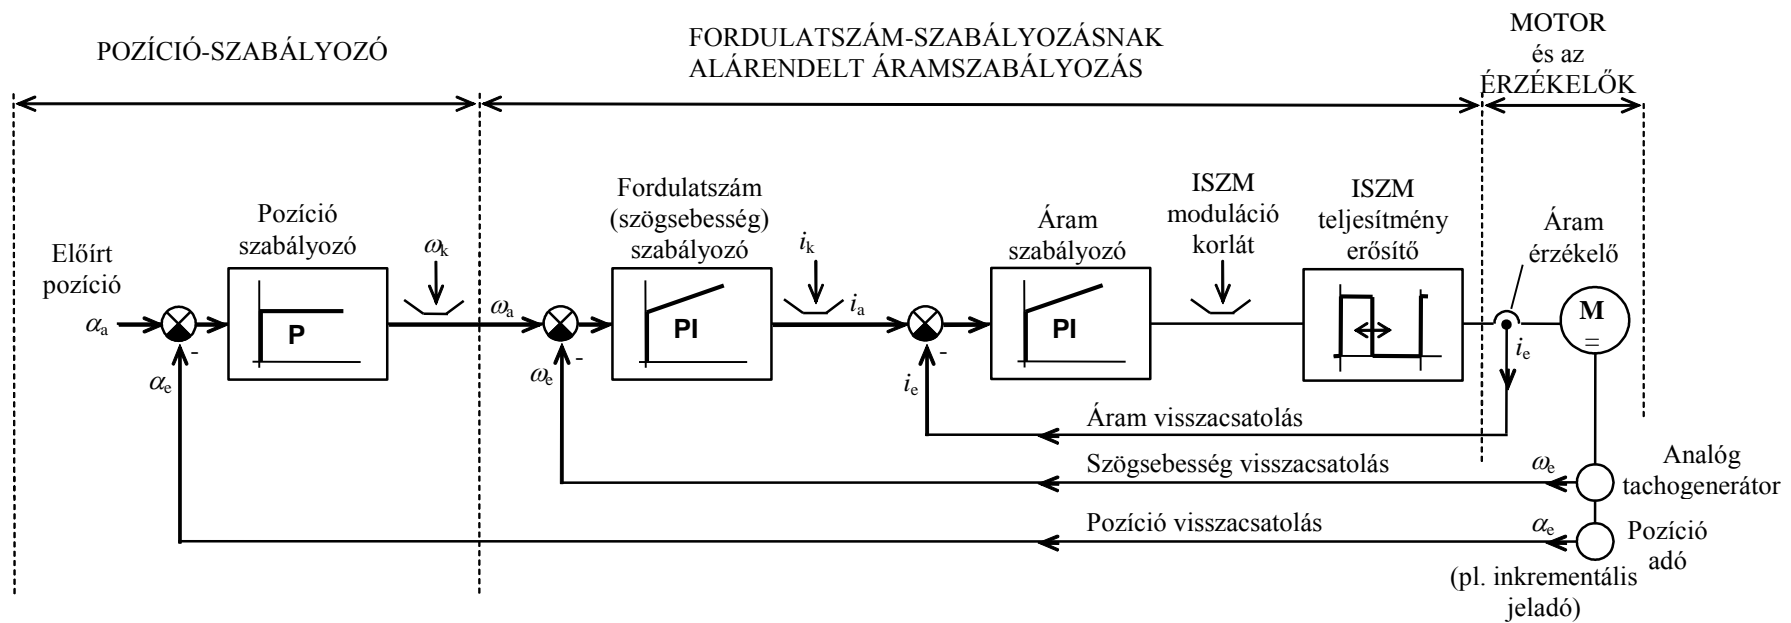 POZÍCIÓ-SZABÁLYOZÓ
FORDULATSZÁM-SZABÁLYOZÁSNAK
ALÁRENDELT ÁRAMSZABÁLYOZÁS
MOTOR
és az
ÉRZÉKELŐK
Előírt
pozíció
αa
-
αe
Pozíció
szabályozó
P
ωk
ωa
-
ωe
Fordulatszám
(szögsebesség)
szabályozó
PI
ik
ia
-
ie
Áram
szabályozó
PI
ISZM
moduláció
korlát
ISZM
teljesítmény
erősítő
Áram
érzékelő
ie
M
=
Áram visszacsatolás
Szögsebesség visszacsatolás
ωe
Analóg
tachogenerátor
Pozíció visszacsatolás
αe
Pozíció
adó
(pl. inkrementális
jeladó)